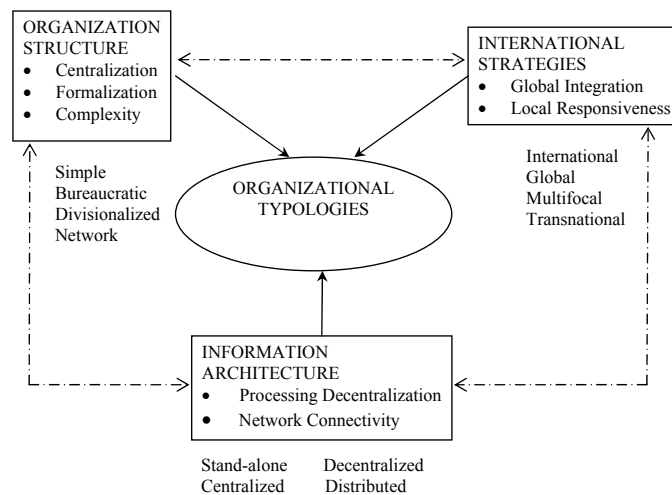 ORGANIZATION
STRUCTURE
• Centralization
• Formalization
• Complexity
INTERNATIONAL
STRATEGIES
• Global Integration
• Local Responsiveness
Simple
Bureaucratic
Divisionalized
Network
International
Global
Multifocal
Transnational
ORGANIZATIONAL
TYPOLOGIES
INFORMATION
ARCHITECTURE
• Processing Decentralization
• Network Connectivity
Stand-alone Decentralized
Centralized Distributed